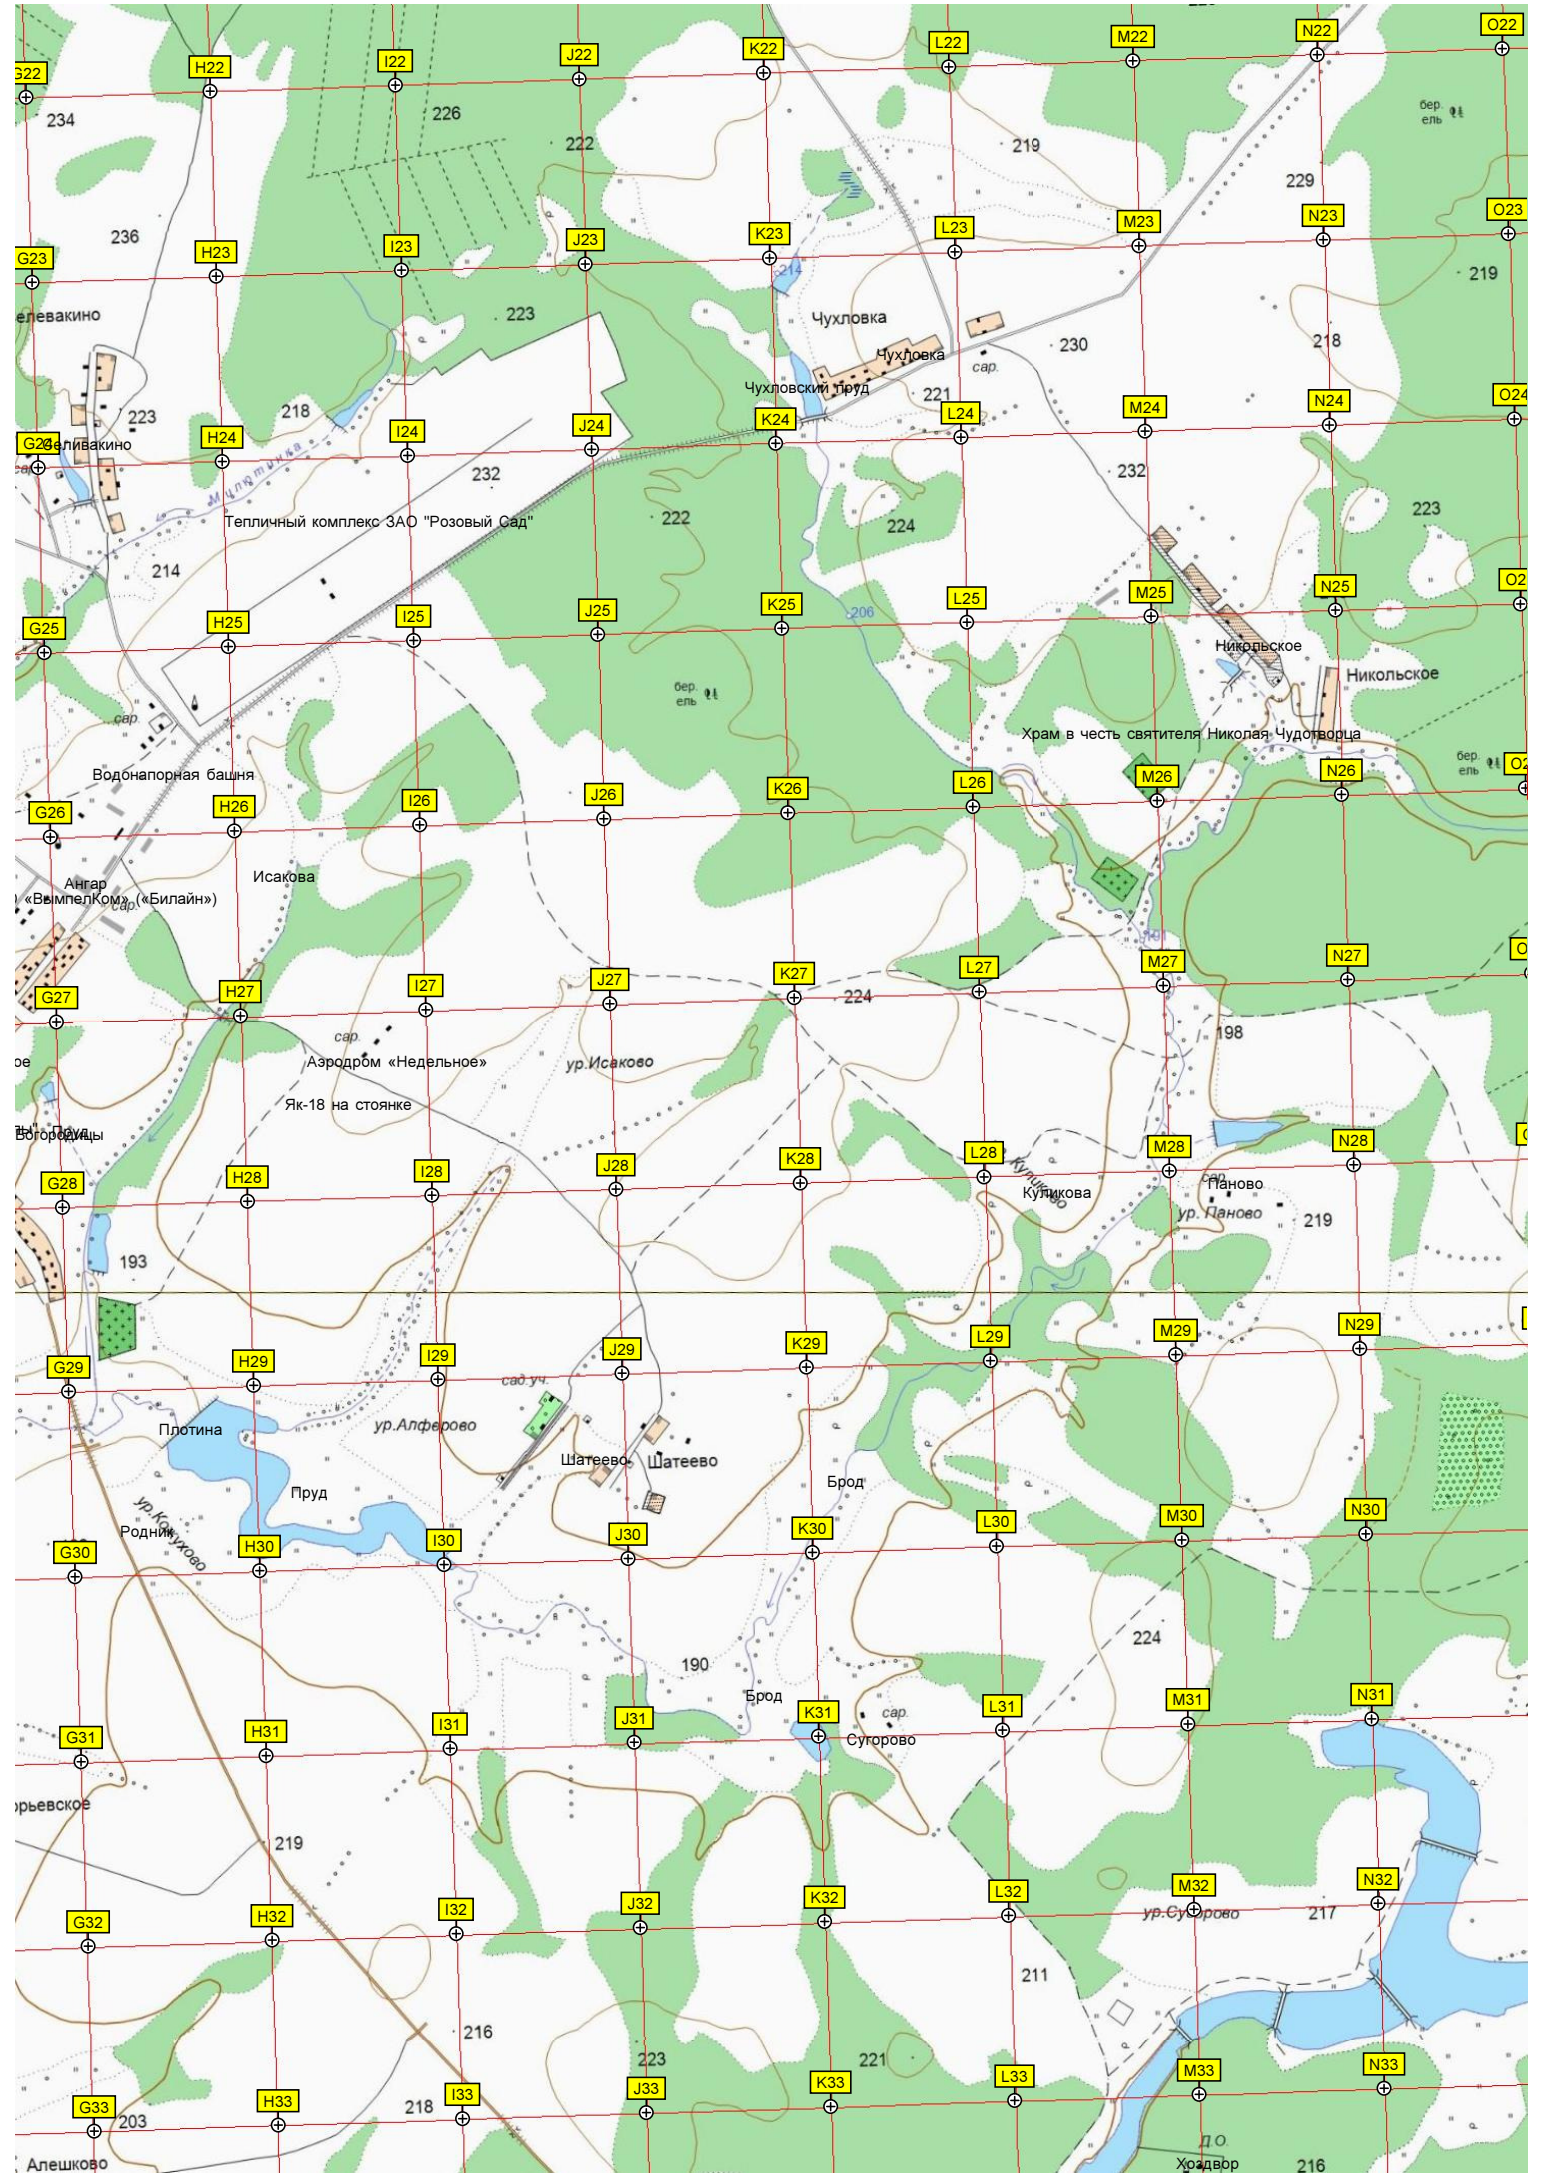 G22
H22
I22
J22
K22
L22
M22
N22
O22
234
226
222
219
229
бер.
ель
236
G23
H23
I23
J23
K23
L23
M23
N23
O23
214
219
елевакино
223
Чухловка
Чухловка
230
сар.
218
Чухловский пруд
223
218
221
G24
H24
I24
J24
K24
L24
M24
N24
O24
Селивакино
Милютинка
232
232
Тепличный комплекс ЗАО "Розовый Сад"
222
224
223
214
G25
H25
I25
J25
K25
L25
M25
N25
206
Никольское
Никольское
бер.
ель
сар.
Храм в честь святителя Николая Чудотворца
Водонапорная башня
бер.
ель
G26
H26
I26
J26
K26
L26
M26
N26
Исакова
Ангар
«ВымпелКом» («Билайн»)
сар.
G27
H27
I27
J27
K27
L27
M27
N27
224
198
сар.
Аэродром «Недельное»
ур.Исаково
ое
Як-18 на стоянке
Пруд
Богородицы
G28
H28
I28
J28
K28
L28
M28
N28
Куликово
Куликова
сар.
Паново
ур. Паново
219
193
G29
H29
I29
J29
K29
L29
M29
N29
сад.уч.
Плотина
ур.Алферово
Шатеево
Шатеево
Брод
Пруд
ур.Кожухово
Родник
G30
H30
I30
J30
K30
L30
M30
N30
224
190
Брод
сар.
Сугорово
G31
H31
I31
J31
K31
L31
M31
N31
орьевское
219
G32
H32
I32
J32
K32
L32
M32
N32
ур.Сугорово
217
211
216
223
221
G33
H33
I33
J33
K33
L33
M33
N33
203
218
Д.О.
Алешково
Хоздвор
216